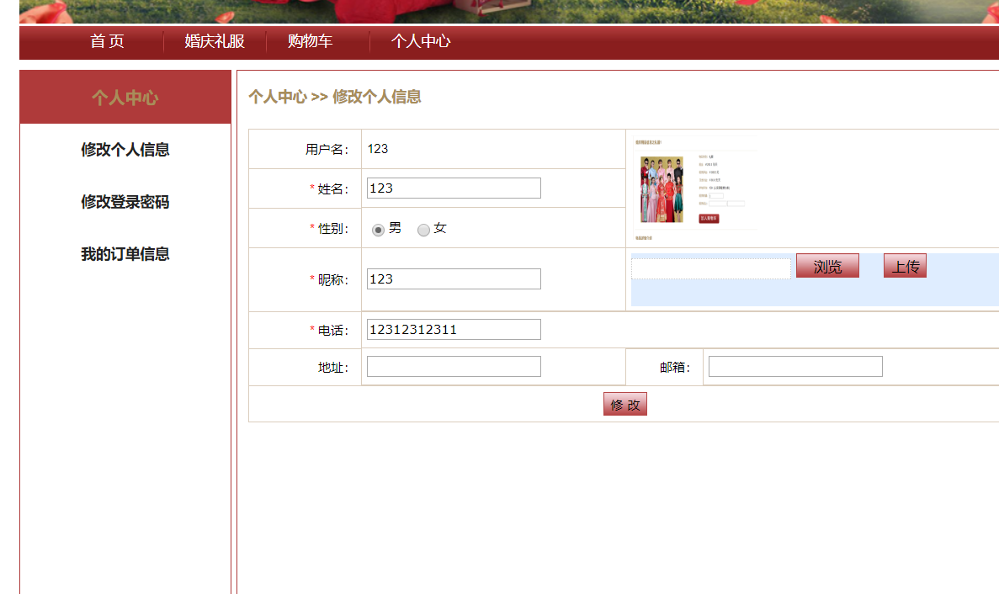 首 页 婚庆礼服 购物车 个人中心
个人中心
修改个人信息
修改登录密码
我的订单信息
个人中心 >> 修改个人信息
用户名： 123
* 姓名： 123
* 性别： 男 女
* 昵称： 123
浏览 上传
* 电话： 12312312311
地址： 邮箱：
修 改